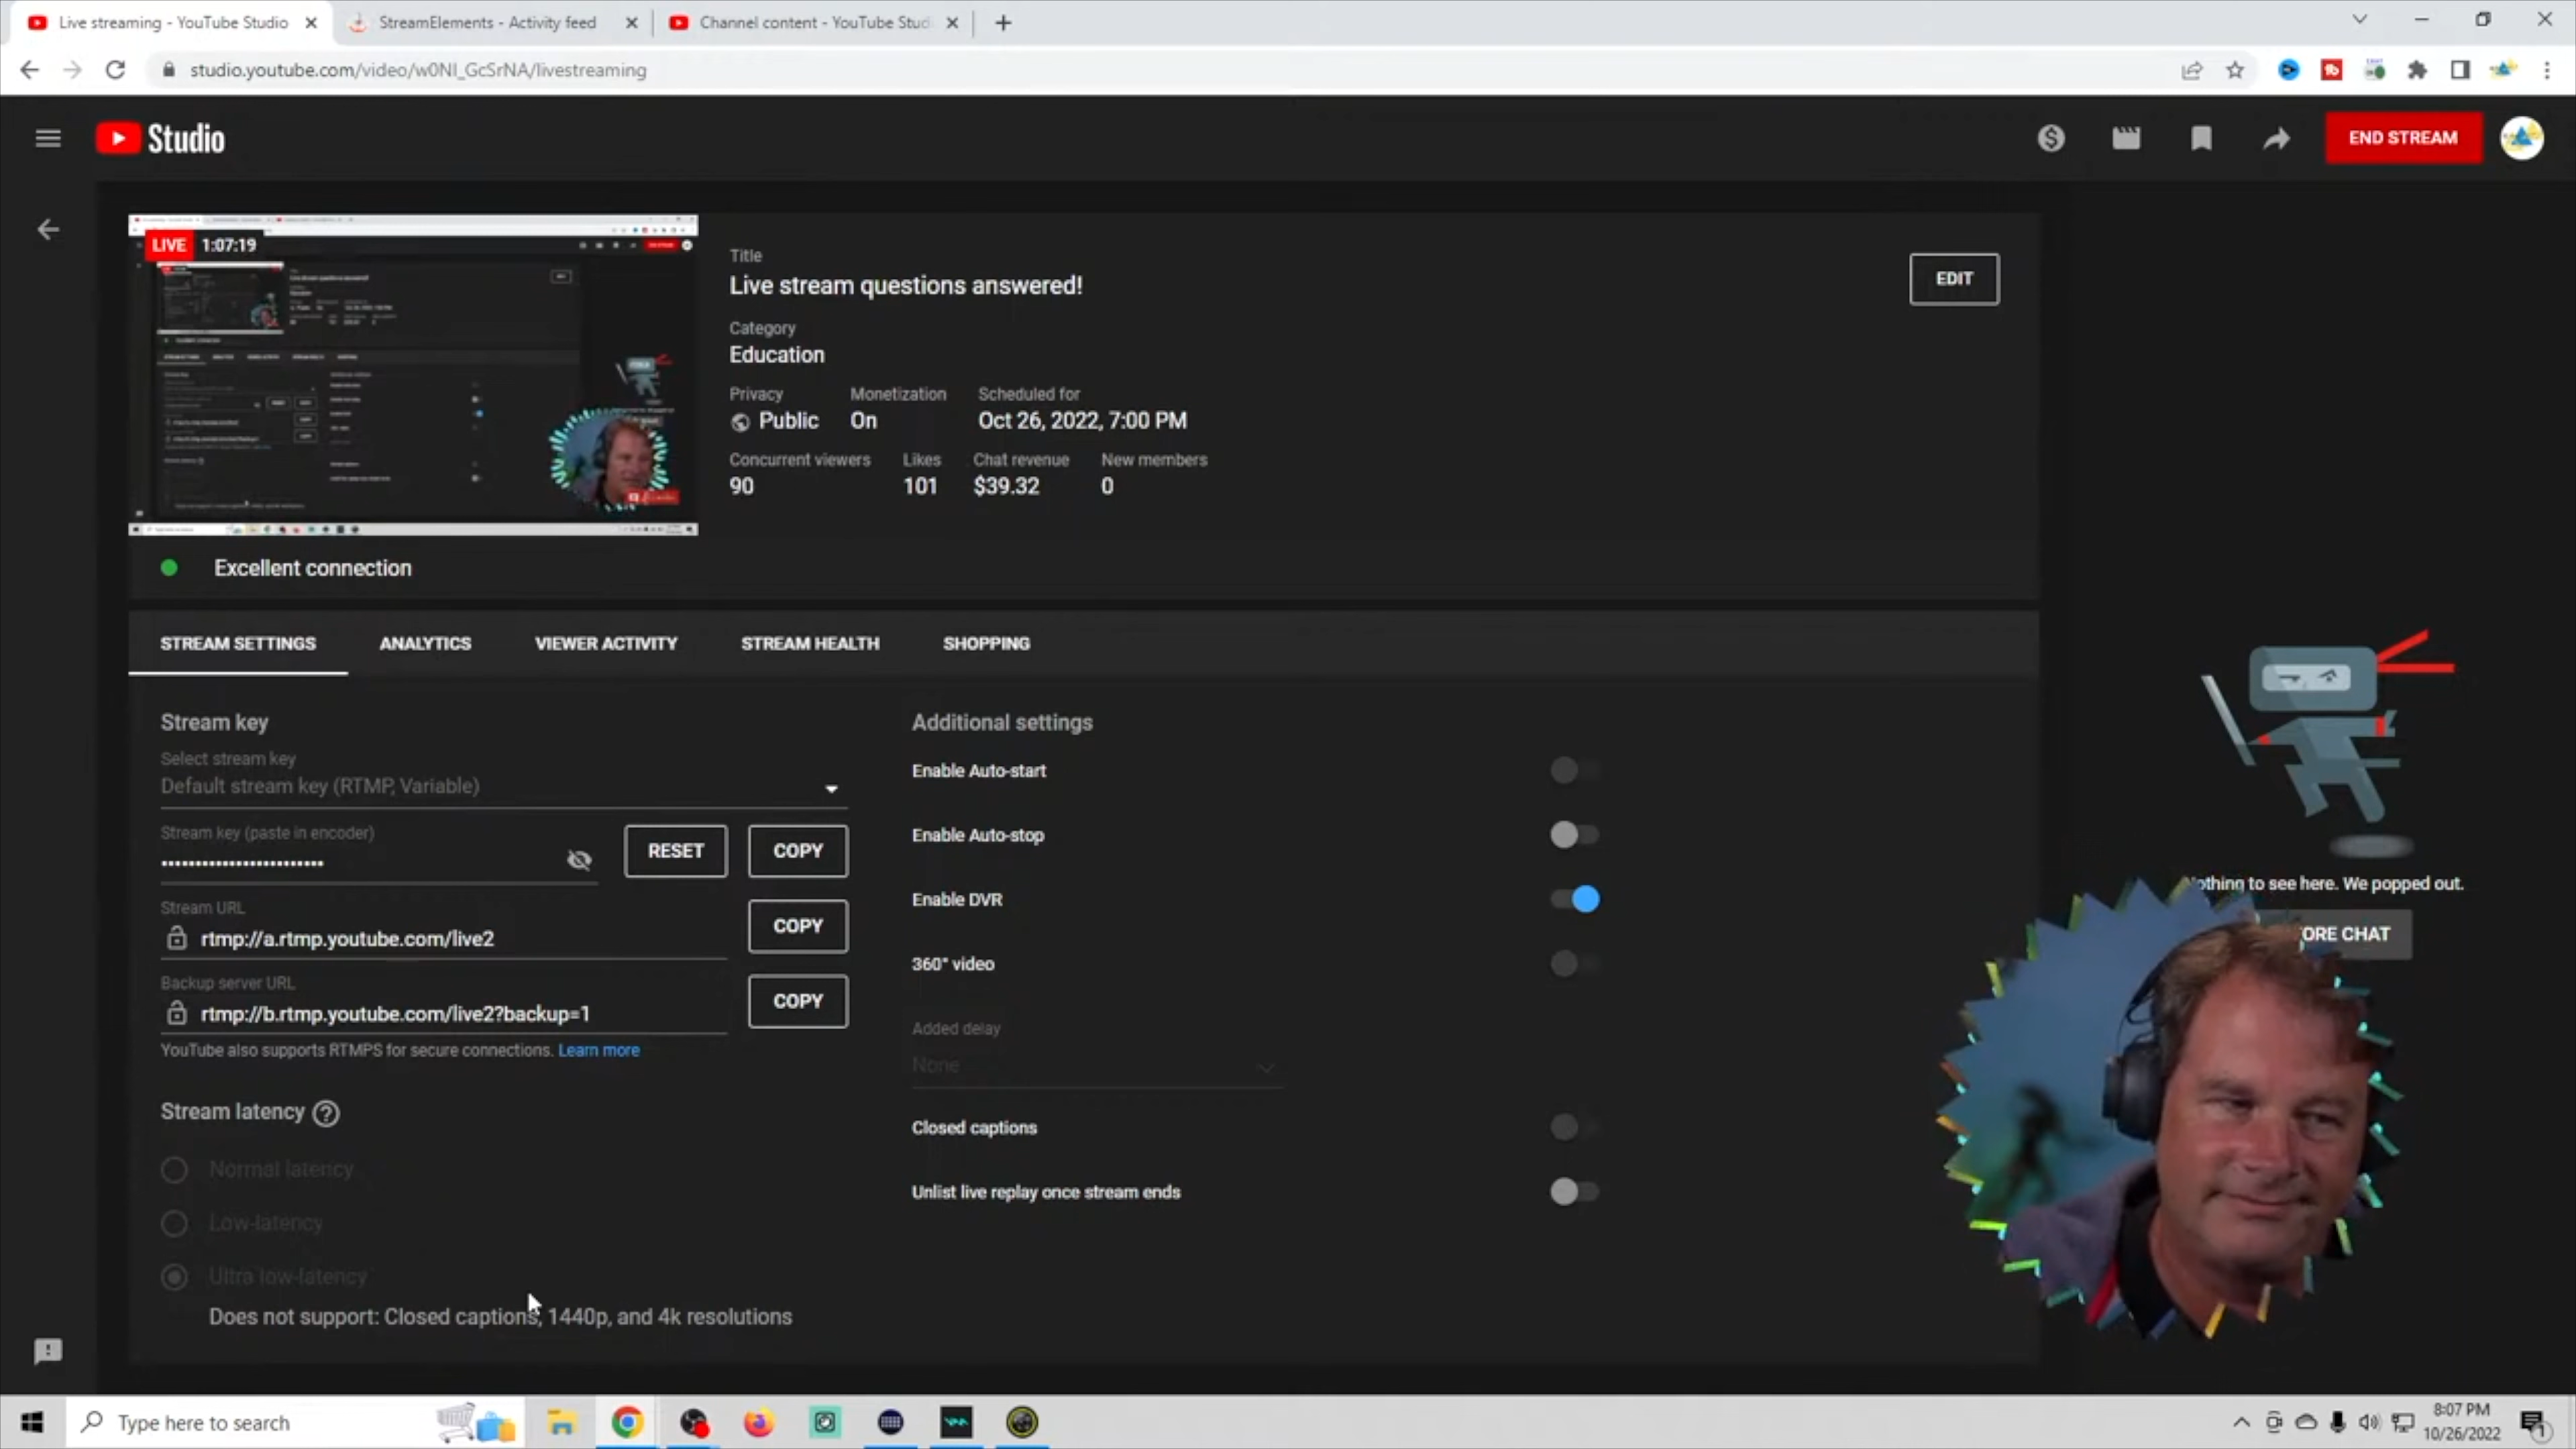 Live streaming - YouTube Studio
StreamElements - Activity feed
Channel content - YouTube Stud
studio.youtube.com/video/w0NI_GcSrNA/livestreaming
Studio
END STREAM
LIVE 1:07:19
Title
Live stream questions answered!
EDIT
Category
Education
Privacy Monetization Scheduled for
Public On Oct 26, 2022, 7:00 PM
Concurrent viewers Likes Chat revenue New members
90 101 $39.32 0
Excellent connection
STREAM SETTINGS ANALYTICS VIEWER ACTIVITY STREAM HEALTH SHOPPING
Stream key
Select stream key
Default stream key (RTMP, Variable)
Stream key (paste in encoder)
RESET COPY
Stream URL
rtmp://a.rtmp.youtube.com/live2
COPY
Backup server URL
rtmp://b.rtmp.youtube.com/live2?backup=1
COPY
YouTube also supports RTMPS for secure connections. Learn more
Stream latency
Normal latency
Low-latency
Ultra low-latency
Does not support: Closed captions, 1440p, and 4k resolutions
Additional settings
Enable Auto-start
Enable Auto-stop
Enable DVR
360° video
Added delay
None
Closed captions
Unlist live replay once stream ends
othing to see here. We popped out.
ORE CHAT
Type here to search
8:07 PM
10/26/2022
1